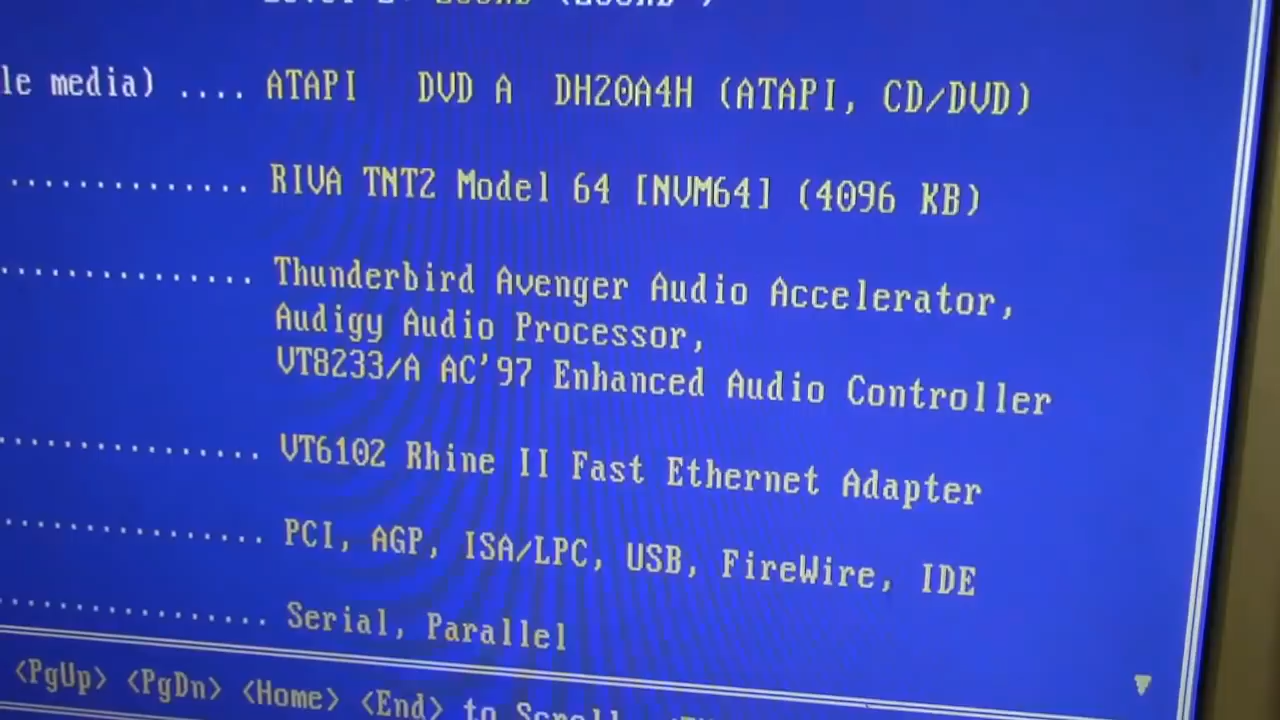 le media) .... ATAPI DVD A DH20A4H (ATAPI, CD/DVD)
.............. RIVA TNT2 Model 64 [NVM64] (4096 KB)
............... Thunderbird Avenger Audio Accelerator,
Audigy Audio Processor,
VT8233/A AC'97 Enhanced Audio Controller
............... VT6102 Rhine II Fast Ethernet Adapter
............... PCI, AGP, ISA/LPC, USB, FireWire, IDE
............... Serial, Parallel
<PgUp> <PgDn> <Home> <End> to Scroll